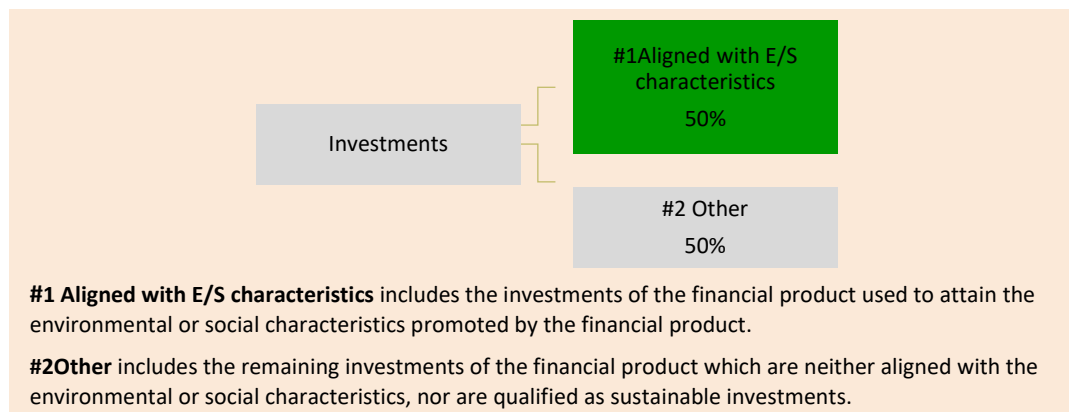 #1Aligned with E/S
characteristics
50%
Investments
#2 Other
50%
#1 Aligned with E/S characteristics includes the investments of the financial product used to attain the
environmental or social characteristics promoted by the financial product.
#2Other includes the remaining investments of the financial product which are neither aligned with the
environmental or social characteristics, nor are qualified as sustainable investments.